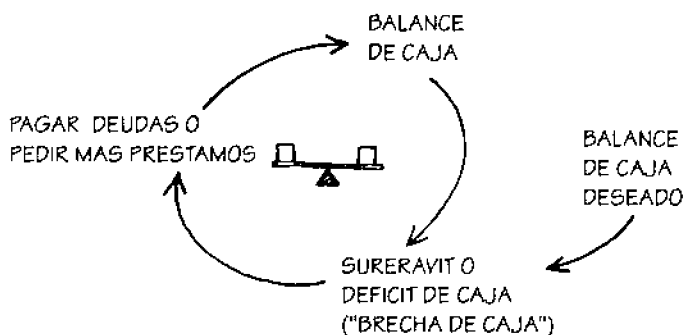 BALANCE
DE CAJA
PAGAR DEUDAS O
PEDIR MAS PRESTAMOS
BALANCE
DE CAJA
DESEADO
SURERAVIT O
DEFICIT DE CAJA
("BRECHA DE CAJA")